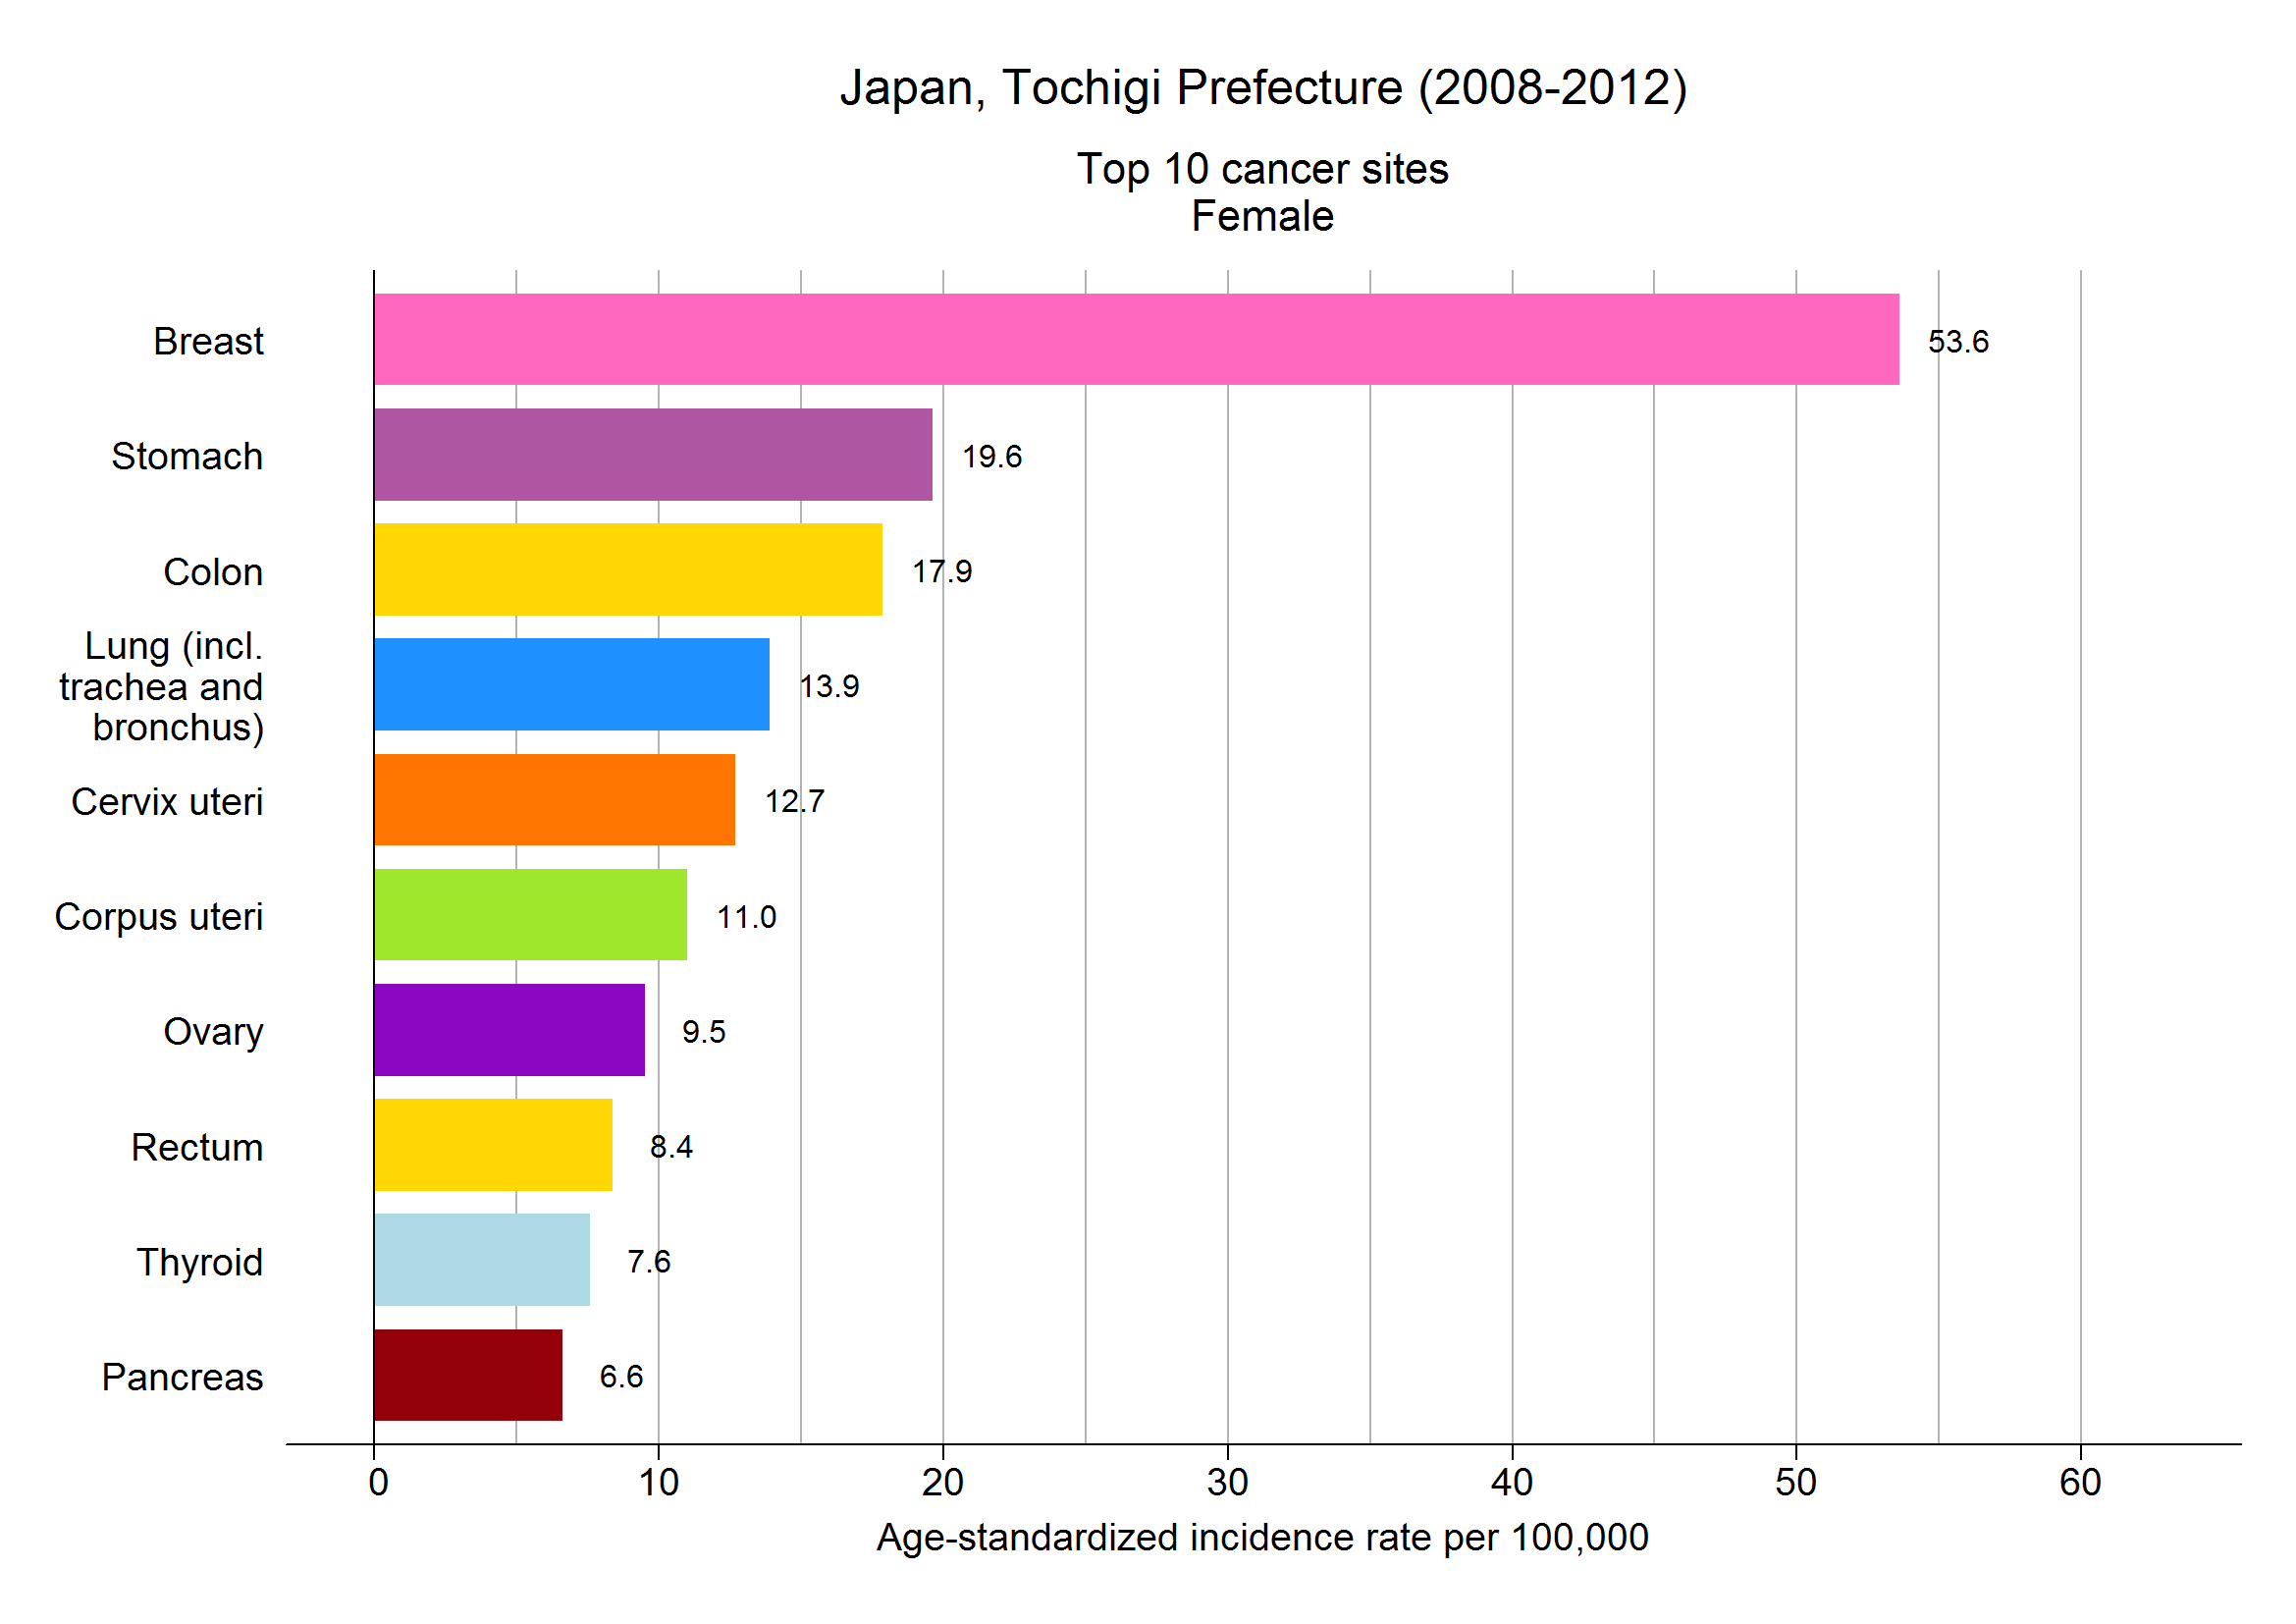 Japan, Tochigi Prefecture (2008-2012)
Top 10 cancer sites
Female
Breast
53.6
Stomach
19.6
Colon
17.9
Lung (incl.
trachea and
bronchus)
13.9
Cervix uteri
12.7
Corpus uteri
11.0
Ovary
9.5
Rectum
8.4
Thyroid
7.6
Pancreas
6.6
0 10 20 30 40 50 60
Age-standardized incidence rate per 100,000